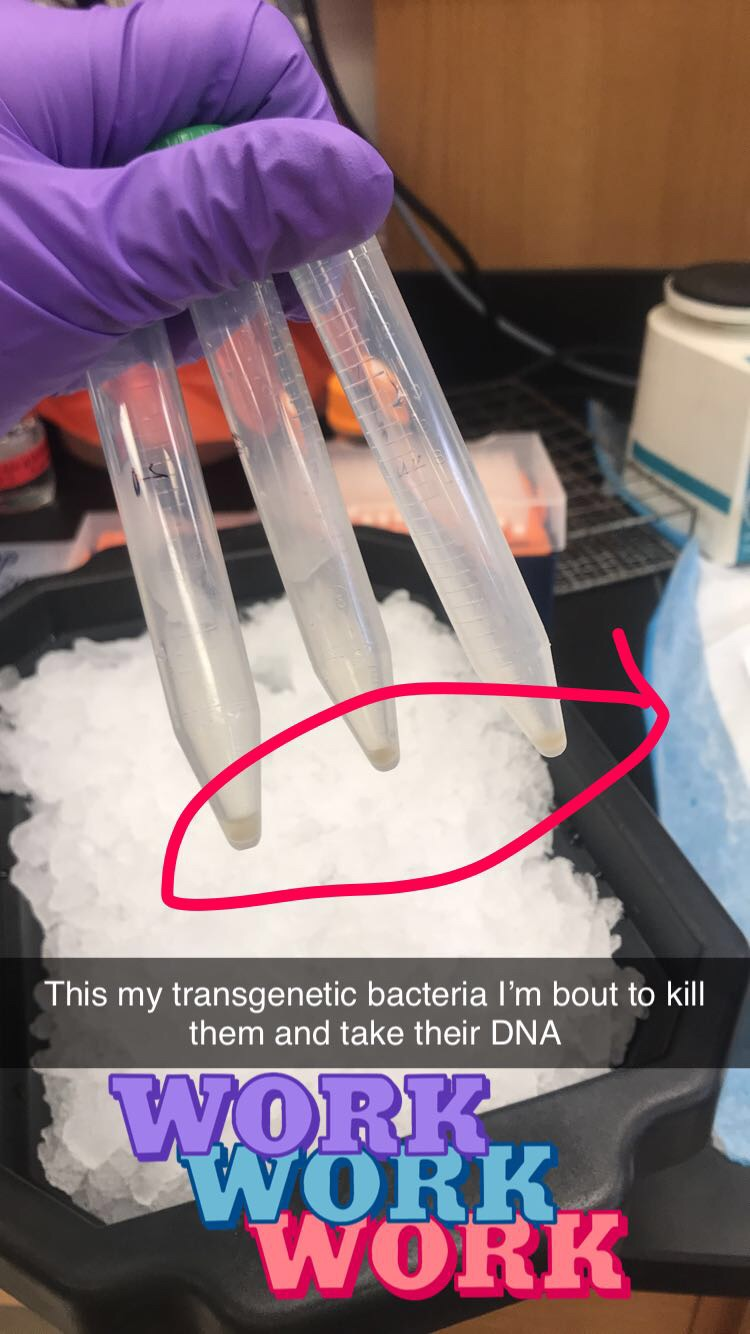 This my transgenetic bacteria I'm bout to kill
them and take their DNA
WORK
WORK
WORK